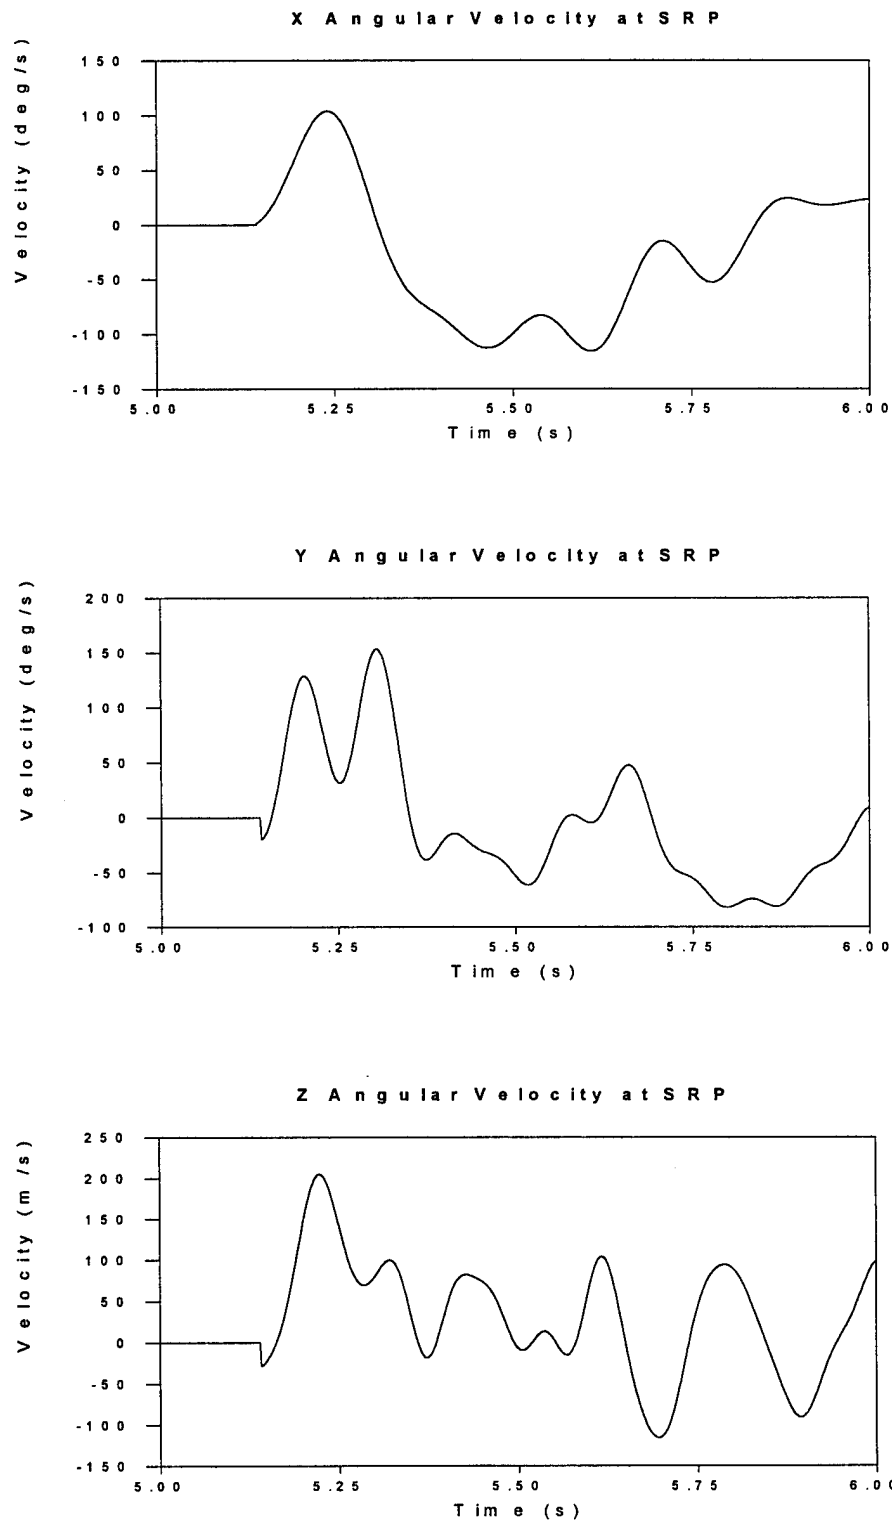 X Angular Velocity at SRP
Velocity (deg/s)
150
100
50
0
-50
-100
-150
5.00 5.25 5.50 5.75 6.00
Time (s)
Y Angular Velocity at SRP
Velocity (deg/s)
200
150
100
50
0
-50
-100
5.00 5.25 5.50 5.75 6.00
Time (s)
Z Angular Velocity at SRP
Velocity (m/s)
250
200
150
100
50
0
-50
-100
-150
5.00 5.25 5.50 5.75 6.00
Time (s)